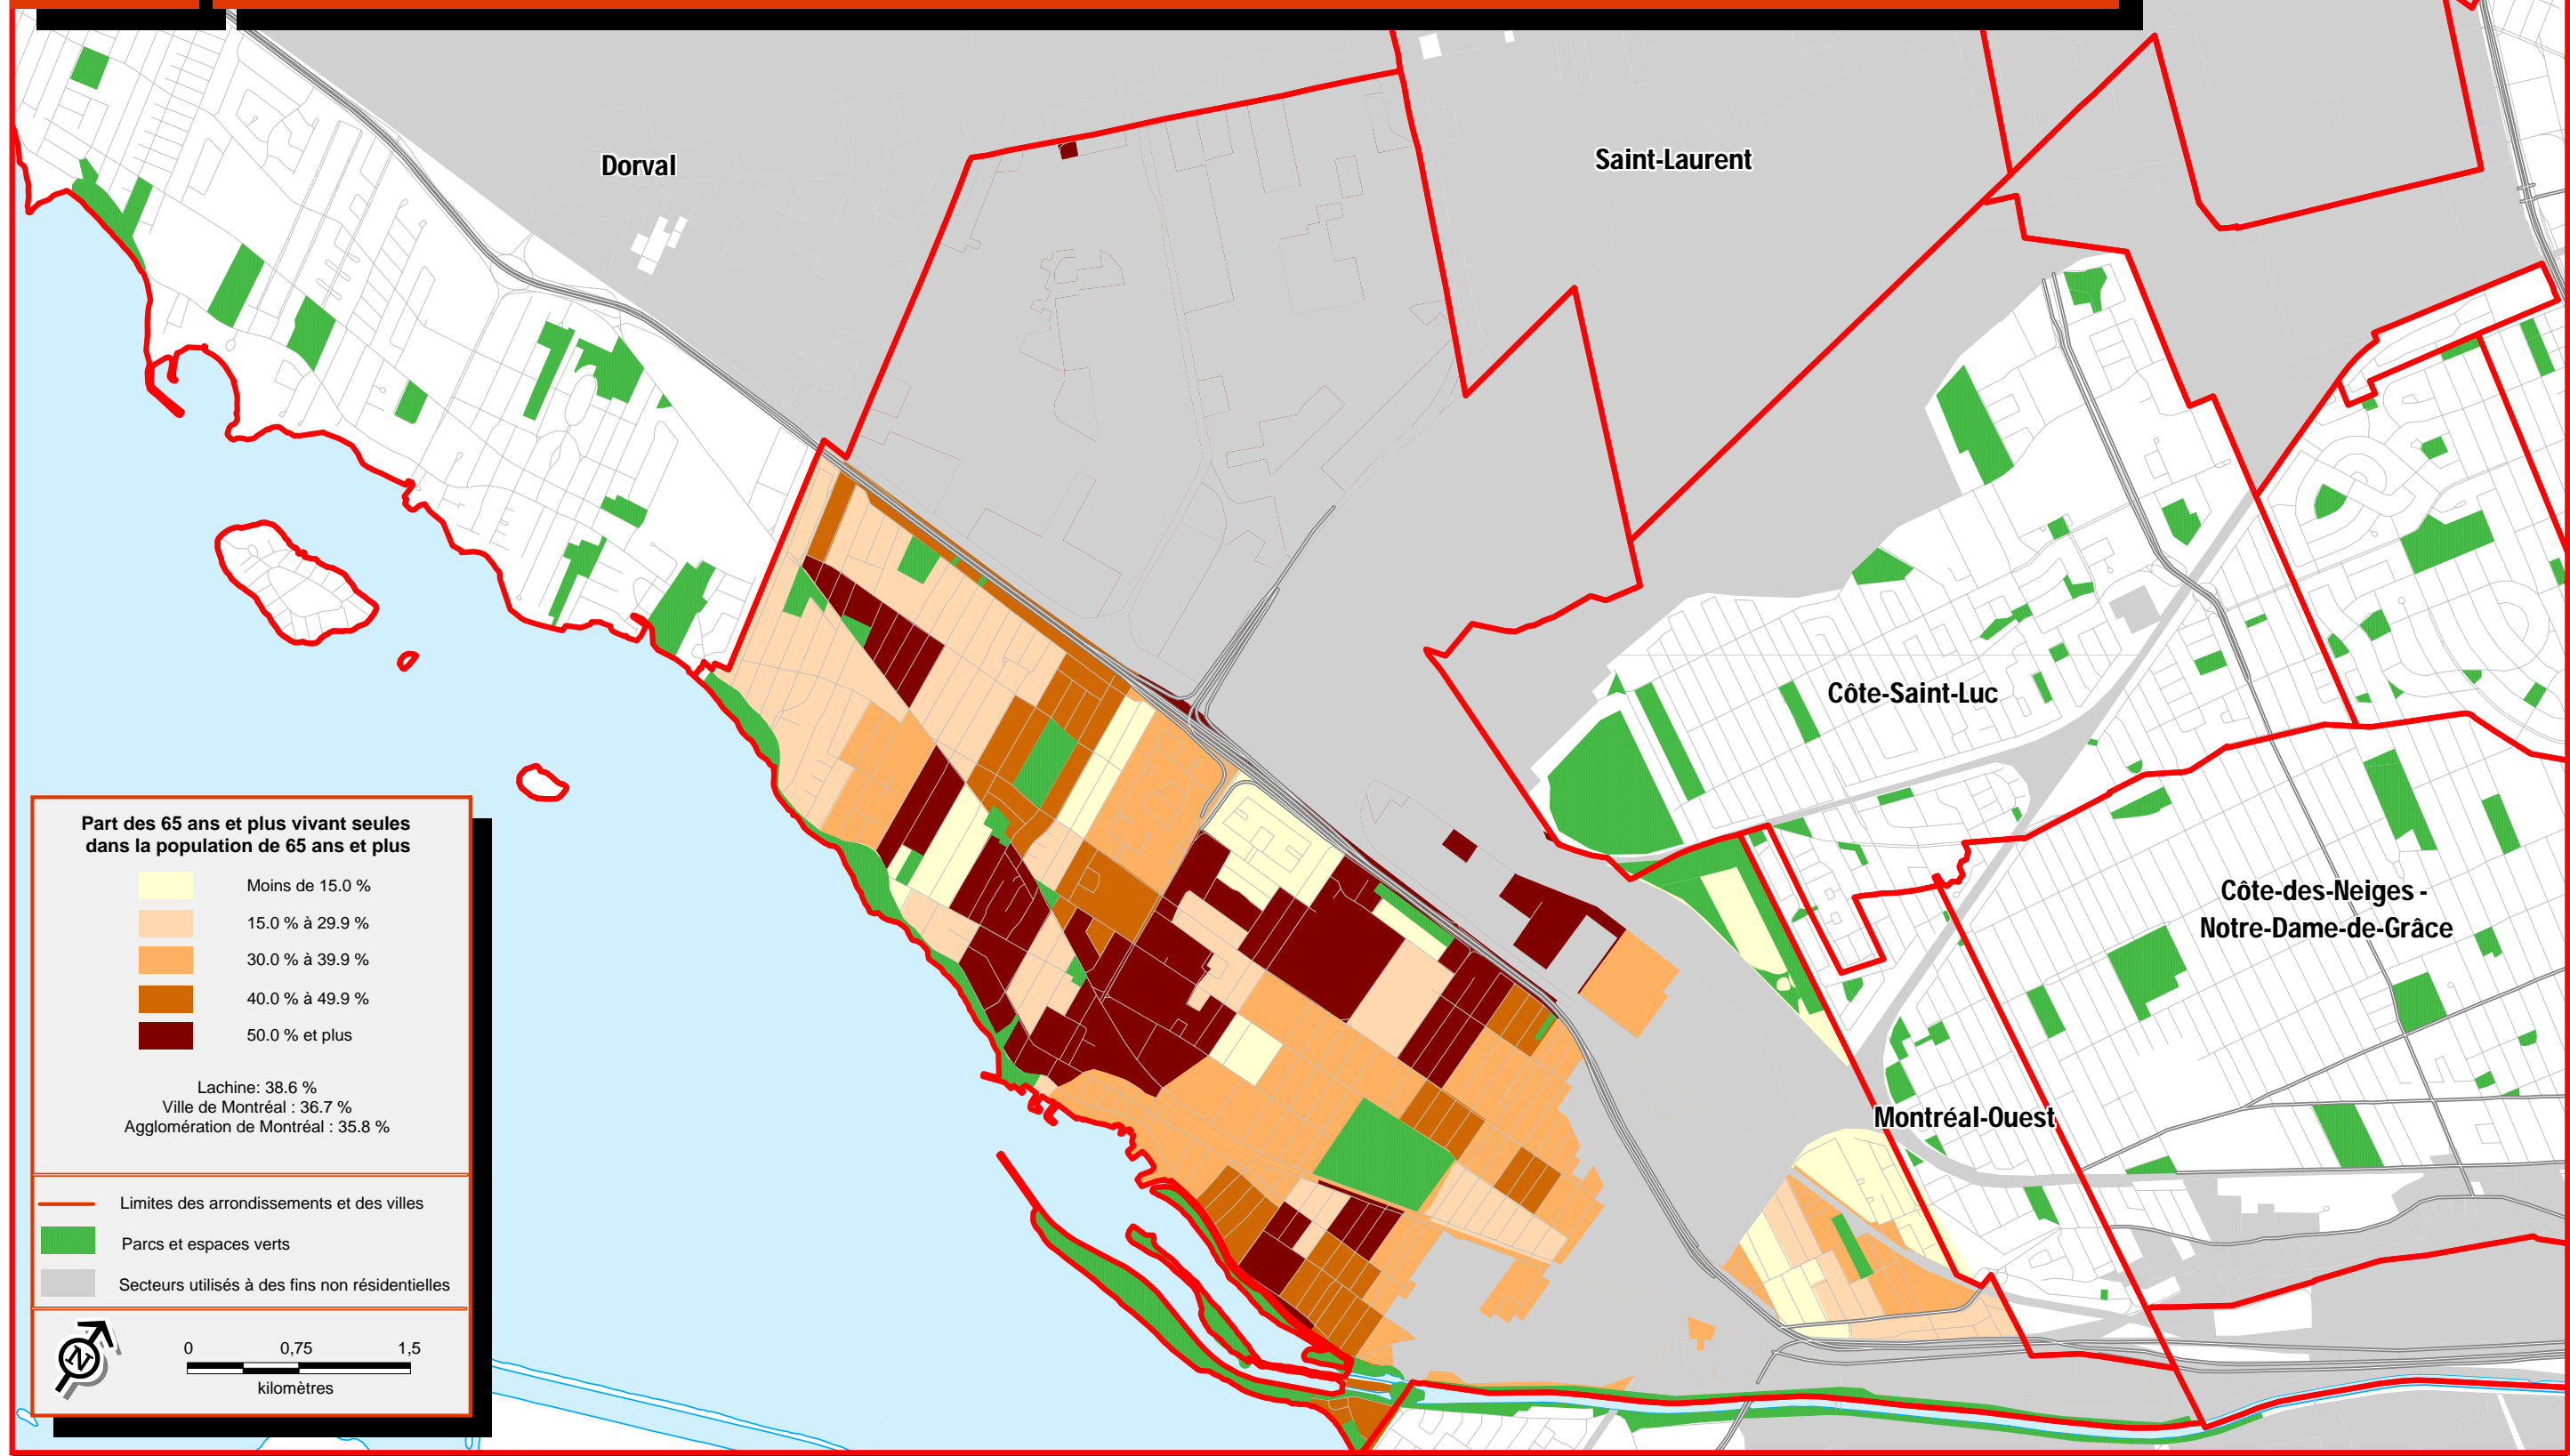 Dorval
Saint-Laurent
Côte-Saint-Luc
Côte-des-Neiges -
Notre-Dame-de-Grâce
Montréal-Ouest
Part des 65 ans et plus vivant seules
dans la population de 65 ans et plus
Moins de 15.0 %
15.0 % à 29.9 %
30.0 % à 39.9 %
40.0 % à 49.9 %
50.0 % et plus
Lachine: 38.6 %
Ville de Montréal : 36.7 %
Agglomération de Montréal : 35.8 %
Limites des arrondissements et des villes
Parcs et espaces verts
Secteurs utilisés à des fins non résidentielles
N
0 0,75 1,5
kilomètres